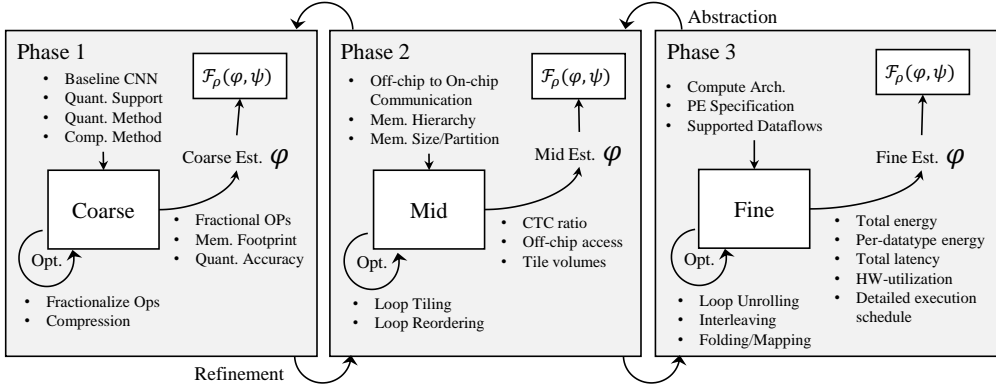 Abstraction
Phase 1
• Baseline CNN
• Quant. Support
• Quant. Method
• Comp. Method
ℱρ(φ, ψ)
Coarse Est. φ
Coarse
• Fractional OPs
• Mem. Footprint
• Quant. Accuracy
Opt.
• Fractionalize Ops
• Compression
Phase 2
• Off-chip to On-chip
Communication
• Mem. Hierarchy
• Mem. Size/Partition
ℱρ(φ, ψ)
Mid Est. φ
Mid
• CTC ratio
• Off-chip access
• Tile volumes
Opt.
• Loop Tiling
• Loop Reordering
Phase 3
• Compute Arch.
• PE Specification
• Supported Dataflows
ℱρ(φ, ψ)
Fine Est. φ
Fine
• Total energy
• Per-datatype energy
• Total latency
• HW-utilization
• Detailed execution
schedule
Opt.
• Loop Unrolling
• Interleaving
• Folding/Mapping
Refinement